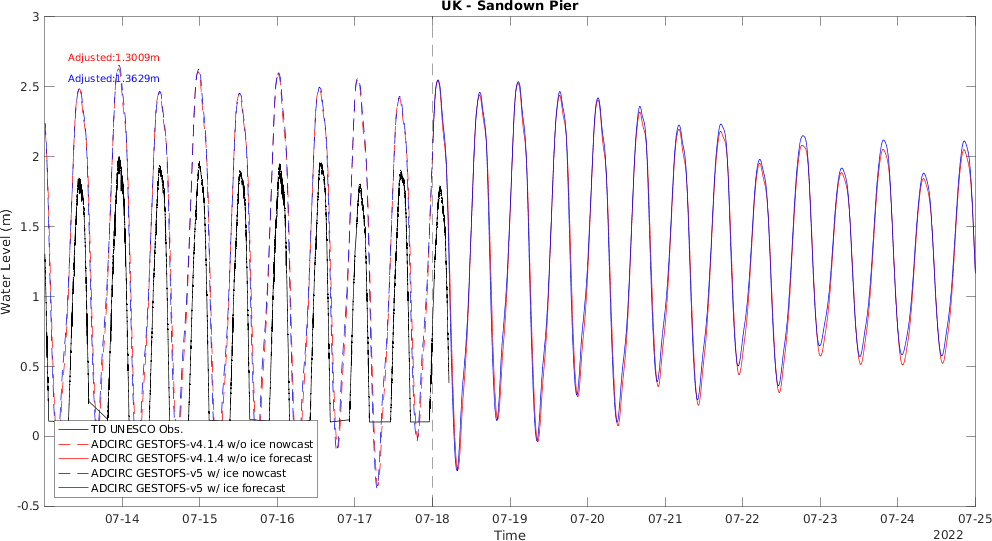 UK - Sandown Pier
Adjusted:1.3009m
Adjusted:1.3629m
Water Level (m)
3
2.5
2
1.5
1
0.5
0
-0.5
TD UNESCO Obs.
ADCIRC GESTOFS-v4.1.4 w/o ice nowcast
ADCIRC GESTOFS-v4.1.4 w/o ice forecast
ADCIRC GESTOFS-v5 w/ ice nowcast
ADCIRC GESTOFS-v5 w/ ice forecast
07-14 07-15 07-16 07-17 07-18 07-19 07-20 07-21 07-22 07-23 07-24 07-25
Time
2022